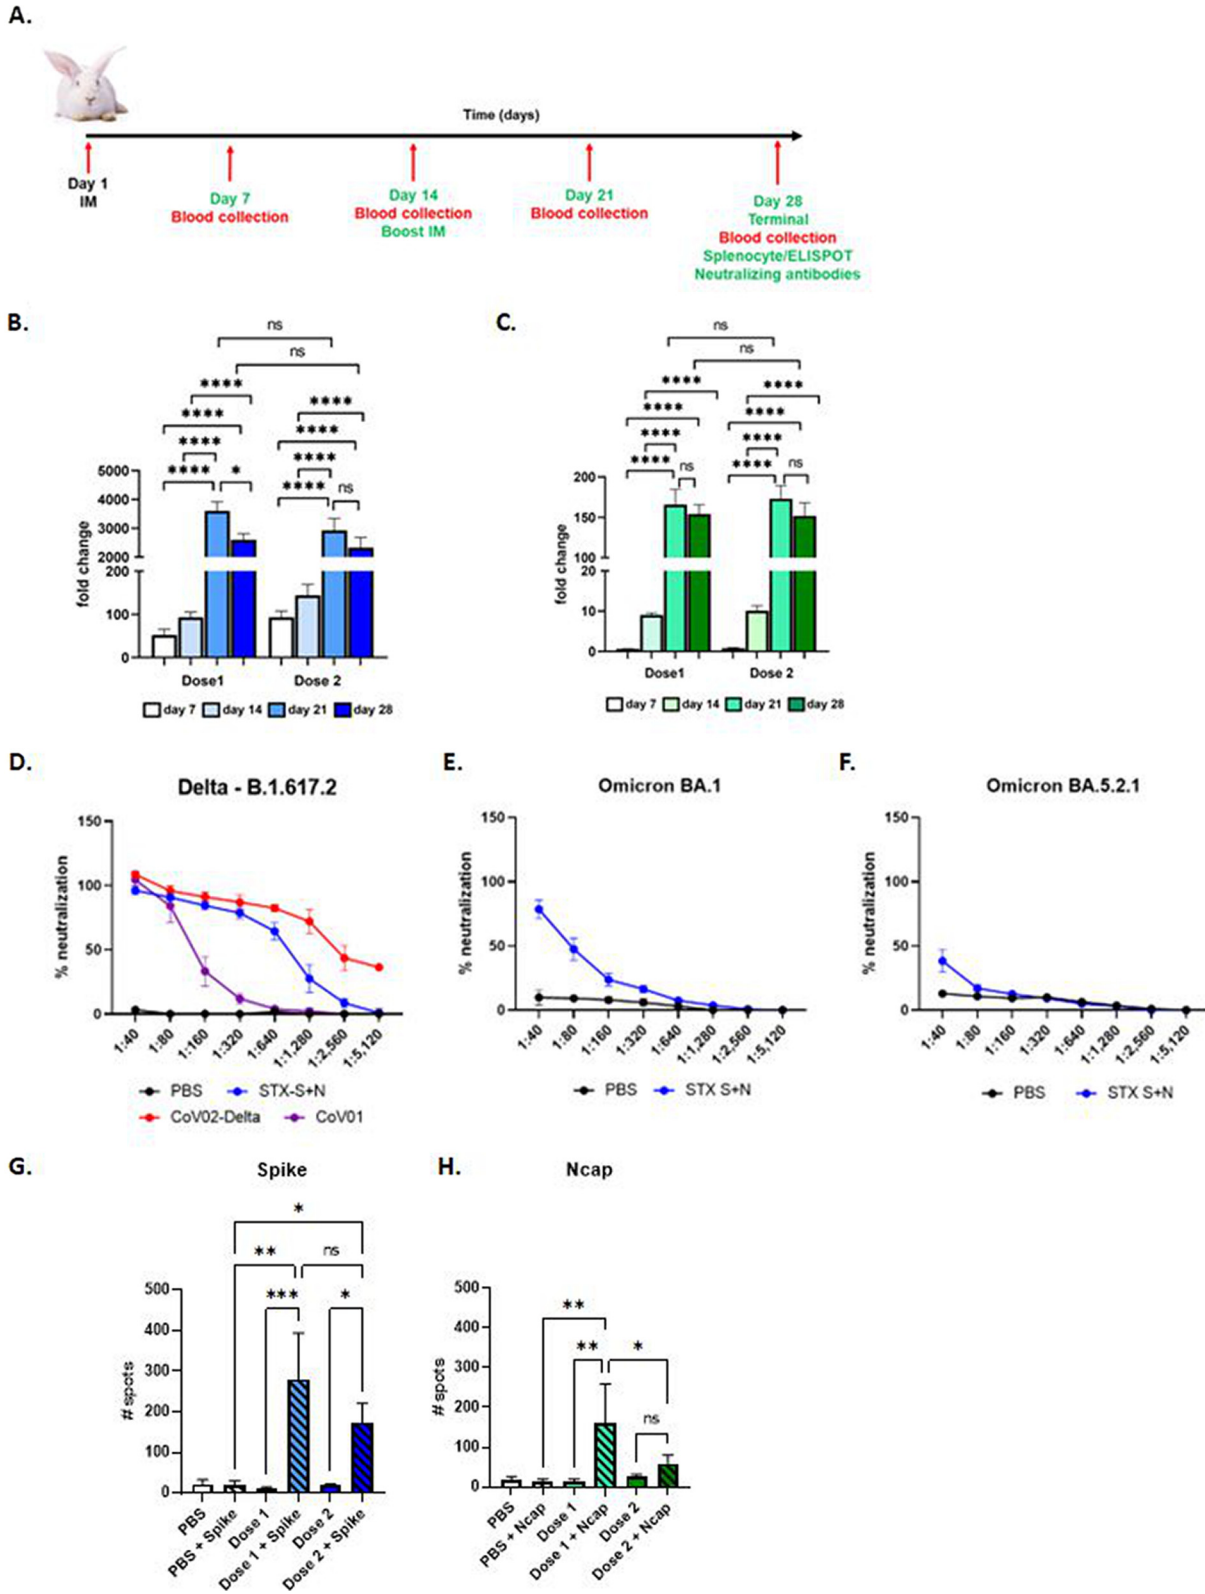 A.
Time (days)
Day 1
IM
Day 7
Blood collection
Day 14
Blood collection
Boost IM
Day 21
Blood collection
Day 28
Terminal
Blood collection
Splenocyte/ELISPOT
Neutralizing antibodies
B.
ns
ns
****
****
****
****
****
****
****
*
****
ns
fold change
5000
4000
3000
2000
200
100
0
Dose1
Dose 2
day 7
day 14
day 21
day 28
C.
ns
ns
****
****
****
****
****
****
****
ns
****
ns
fold change
200
150
100
20
10
0
Dose1
Dose 2
day 7
day 14
day 21
day 28
D.
Delta - B.1.617.2
% neutralization
150
100
50
0
1:40
1:80
1:160
1:320
1:640
1:1,280
1:2,560
1:5,120
PBS
STX-S+N
CoV02-Delta
CoV01
E.
Omicron BA.1
% neutralization
150
100
50
0
1:40
1:80
1:160
1:320
1:640
1:1,280
1:2,560
1:5,120
PBS
STX S+N
F.
Omicron BA.5.2.1
% neutralization
150
100
50
0
1:40
1:80
1:160
1:320
1:640
1:1,280
1:2,560
1:5,120
PBS
STX S+N
G.
Spike
*
**
ns
***
*
# spots
500
400
300
200
100
0
PBS
PBS + Spike
Dose 1
Dose 1 + Spike
Dose 2
Dose 2 + Spike
H.
Ncap
**
**
*
ns
# spots
500
400
300
200
100
0
PBS
PBS + Ncap
Dose 1
Dose 1 + Ncap
Dose 2
Dose 2 + Ncap